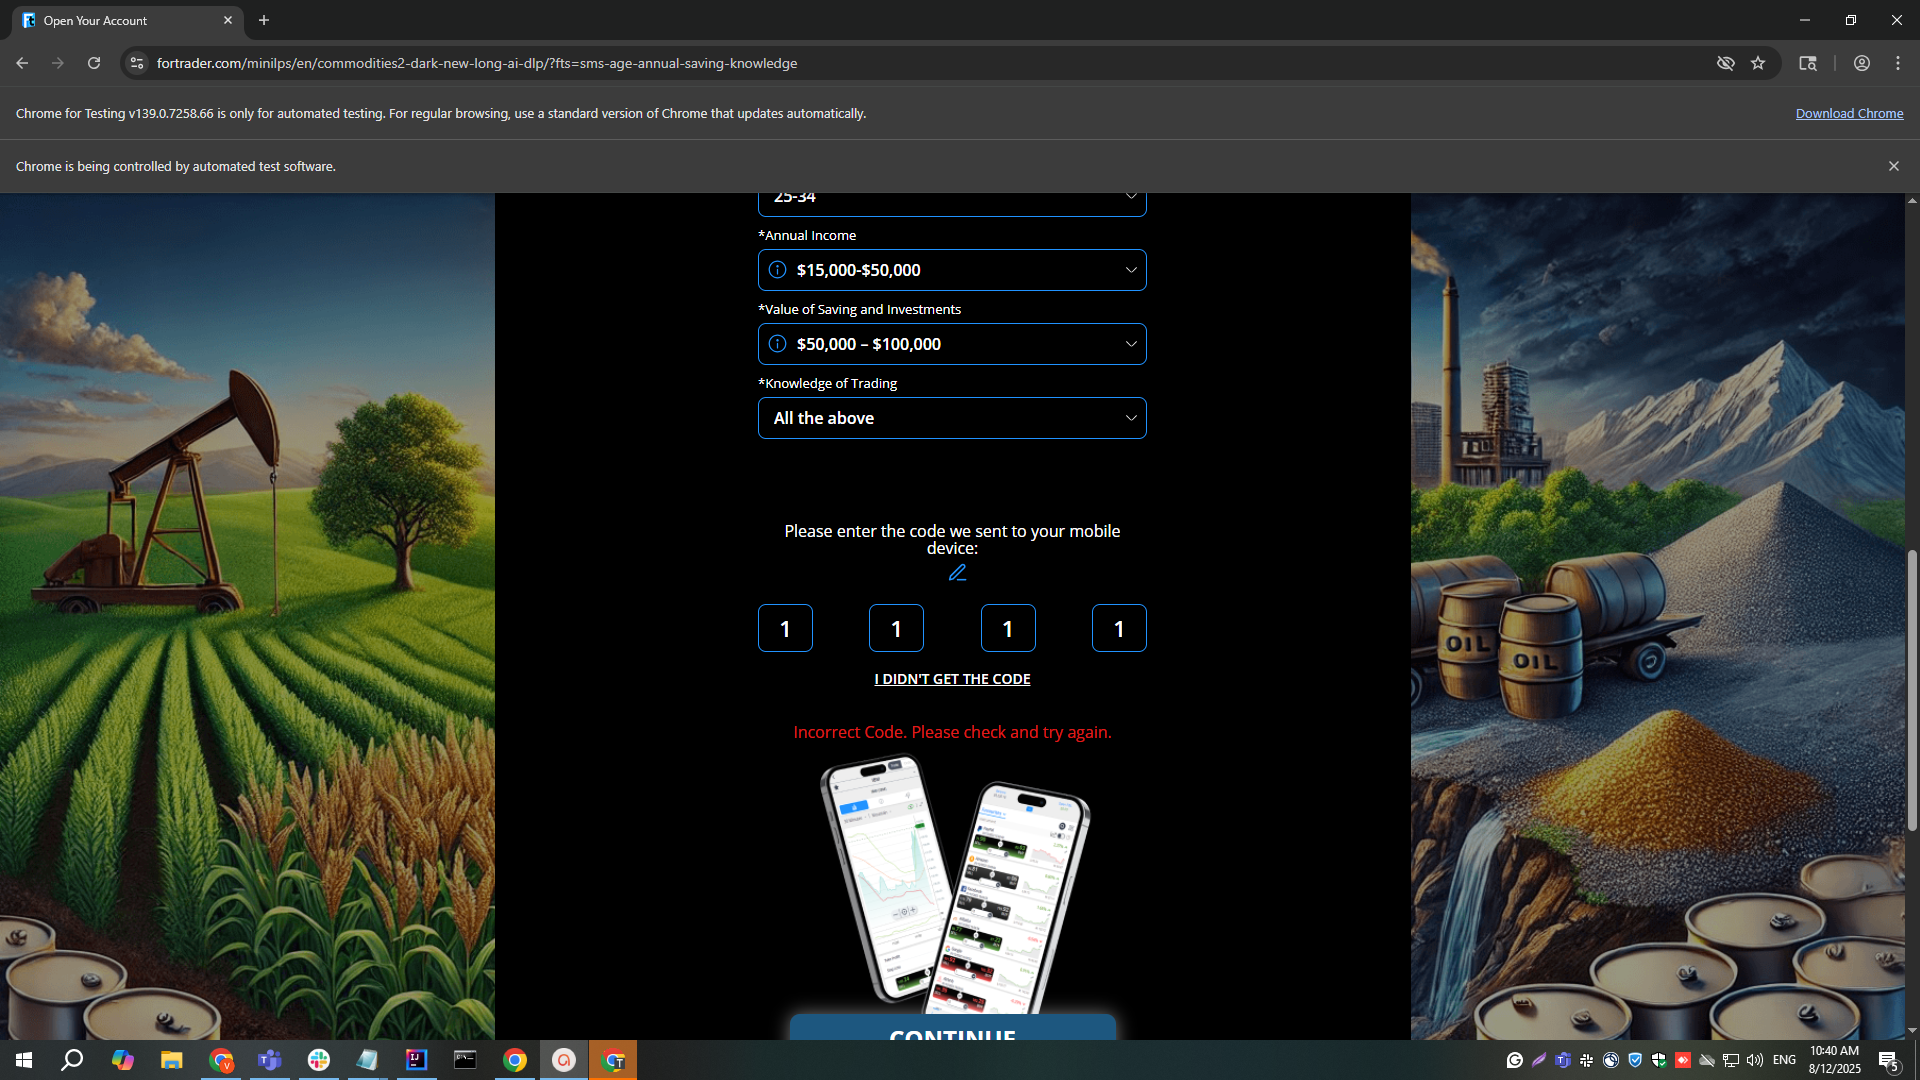 Open Your Account
fortrader.com/minilps/en/commodities2-dark-new-long-ai-dlp/?fts=sms-age-annual-saving-knowledge
Chrome for Testing v139.0.7258.66 is only for automated testing. For regular browsing, use a standard version of Chrome that updates automatically.
Download Chrome
Chrome is being controlled by automated test software.
25-34
*Annual Income
$15,000-$50,000
*Value of Saving and Investments
$50,000 – $100,000
*Knowledge of Trading
All the above
Please enter the code we sent to your mobile
device:
1 1 1 1
I DIDN'T GET THE CODE
Incorrect Code. Please check and try again.
OIL
OIL
CONTINUE
ENG
10:40 AM
8/12/2025
5